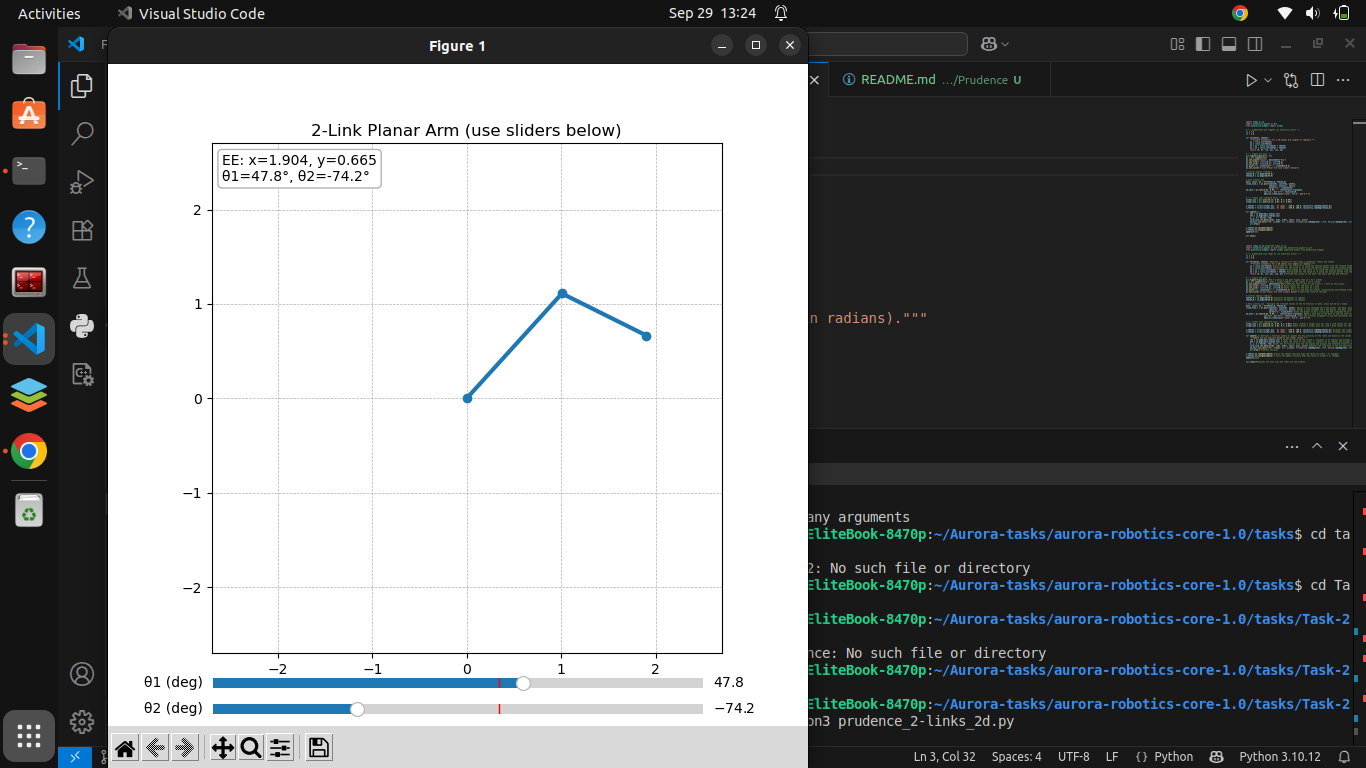 Activities
Visual Studio Code
Sep 29 13:24
Figure 1
README.md …/Prudence U
2-Link Planar Arm (use sliders below)
EE: x=1.904, y=0.665
θ1=47.8°, θ2=-74.2°
2
1
0
−1
−2
−2 −1 0 1 2
θ1 (deg) 47.8
θ2 (deg) −74.2
n radians)."""
any arguments
EliteBook-8470p:~/Aurora-tasks/aurora-robotics-core-1.0/tasks$ cd ta
2: No such file or directory
EliteBook-8470p:~/Aurora-tasks/aurora-robotics-core-1.0/tasks$ cd Ta
EliteBook-8470p:~/Aurora-tasks/aurora-robotics-core-1.0/tasks/Task-2
nce: No such file or directory
EliteBook-8470p:~/Aurora-tasks/aurora-robotics-core-1.0/tasks/Task-2
EliteBook-8470p:~/Aurora-tasks/aurora-robotics-core-1.0/tasks/Task-2
on3 prudence_2-links_2d.py
Ln 3, Col 32 Spaces: 4 UTF-8 LF {} Python Python 3.10.12